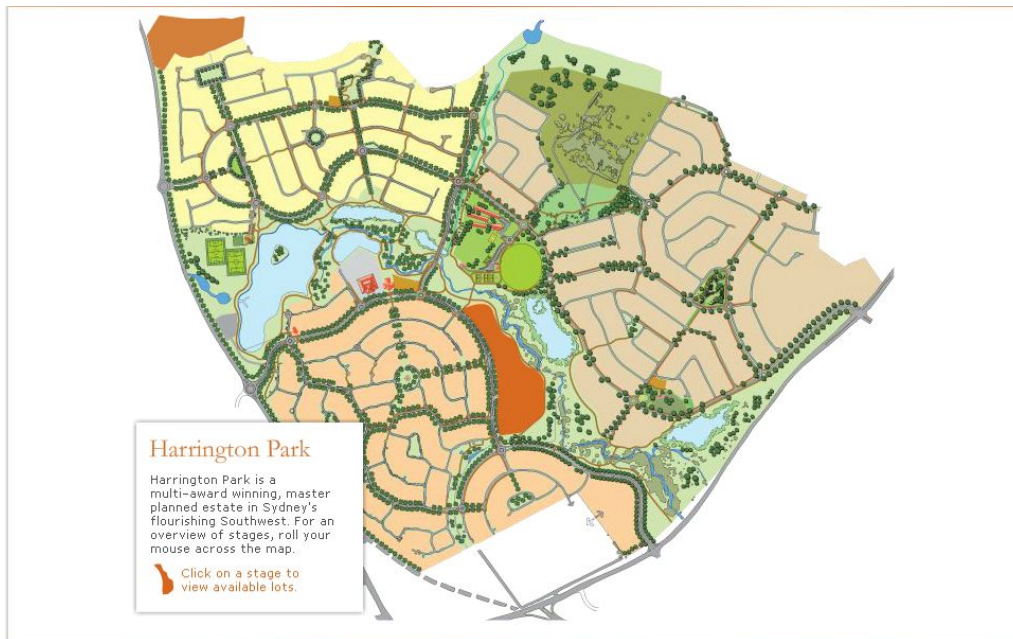 Harrington Park
Harrington Park is a
multi-award winning, master
planned estate in Sydney's
flourishing Southwest. For an
overview of stages, roll your
mouse across the map.
Click on a stage to
view available lots.